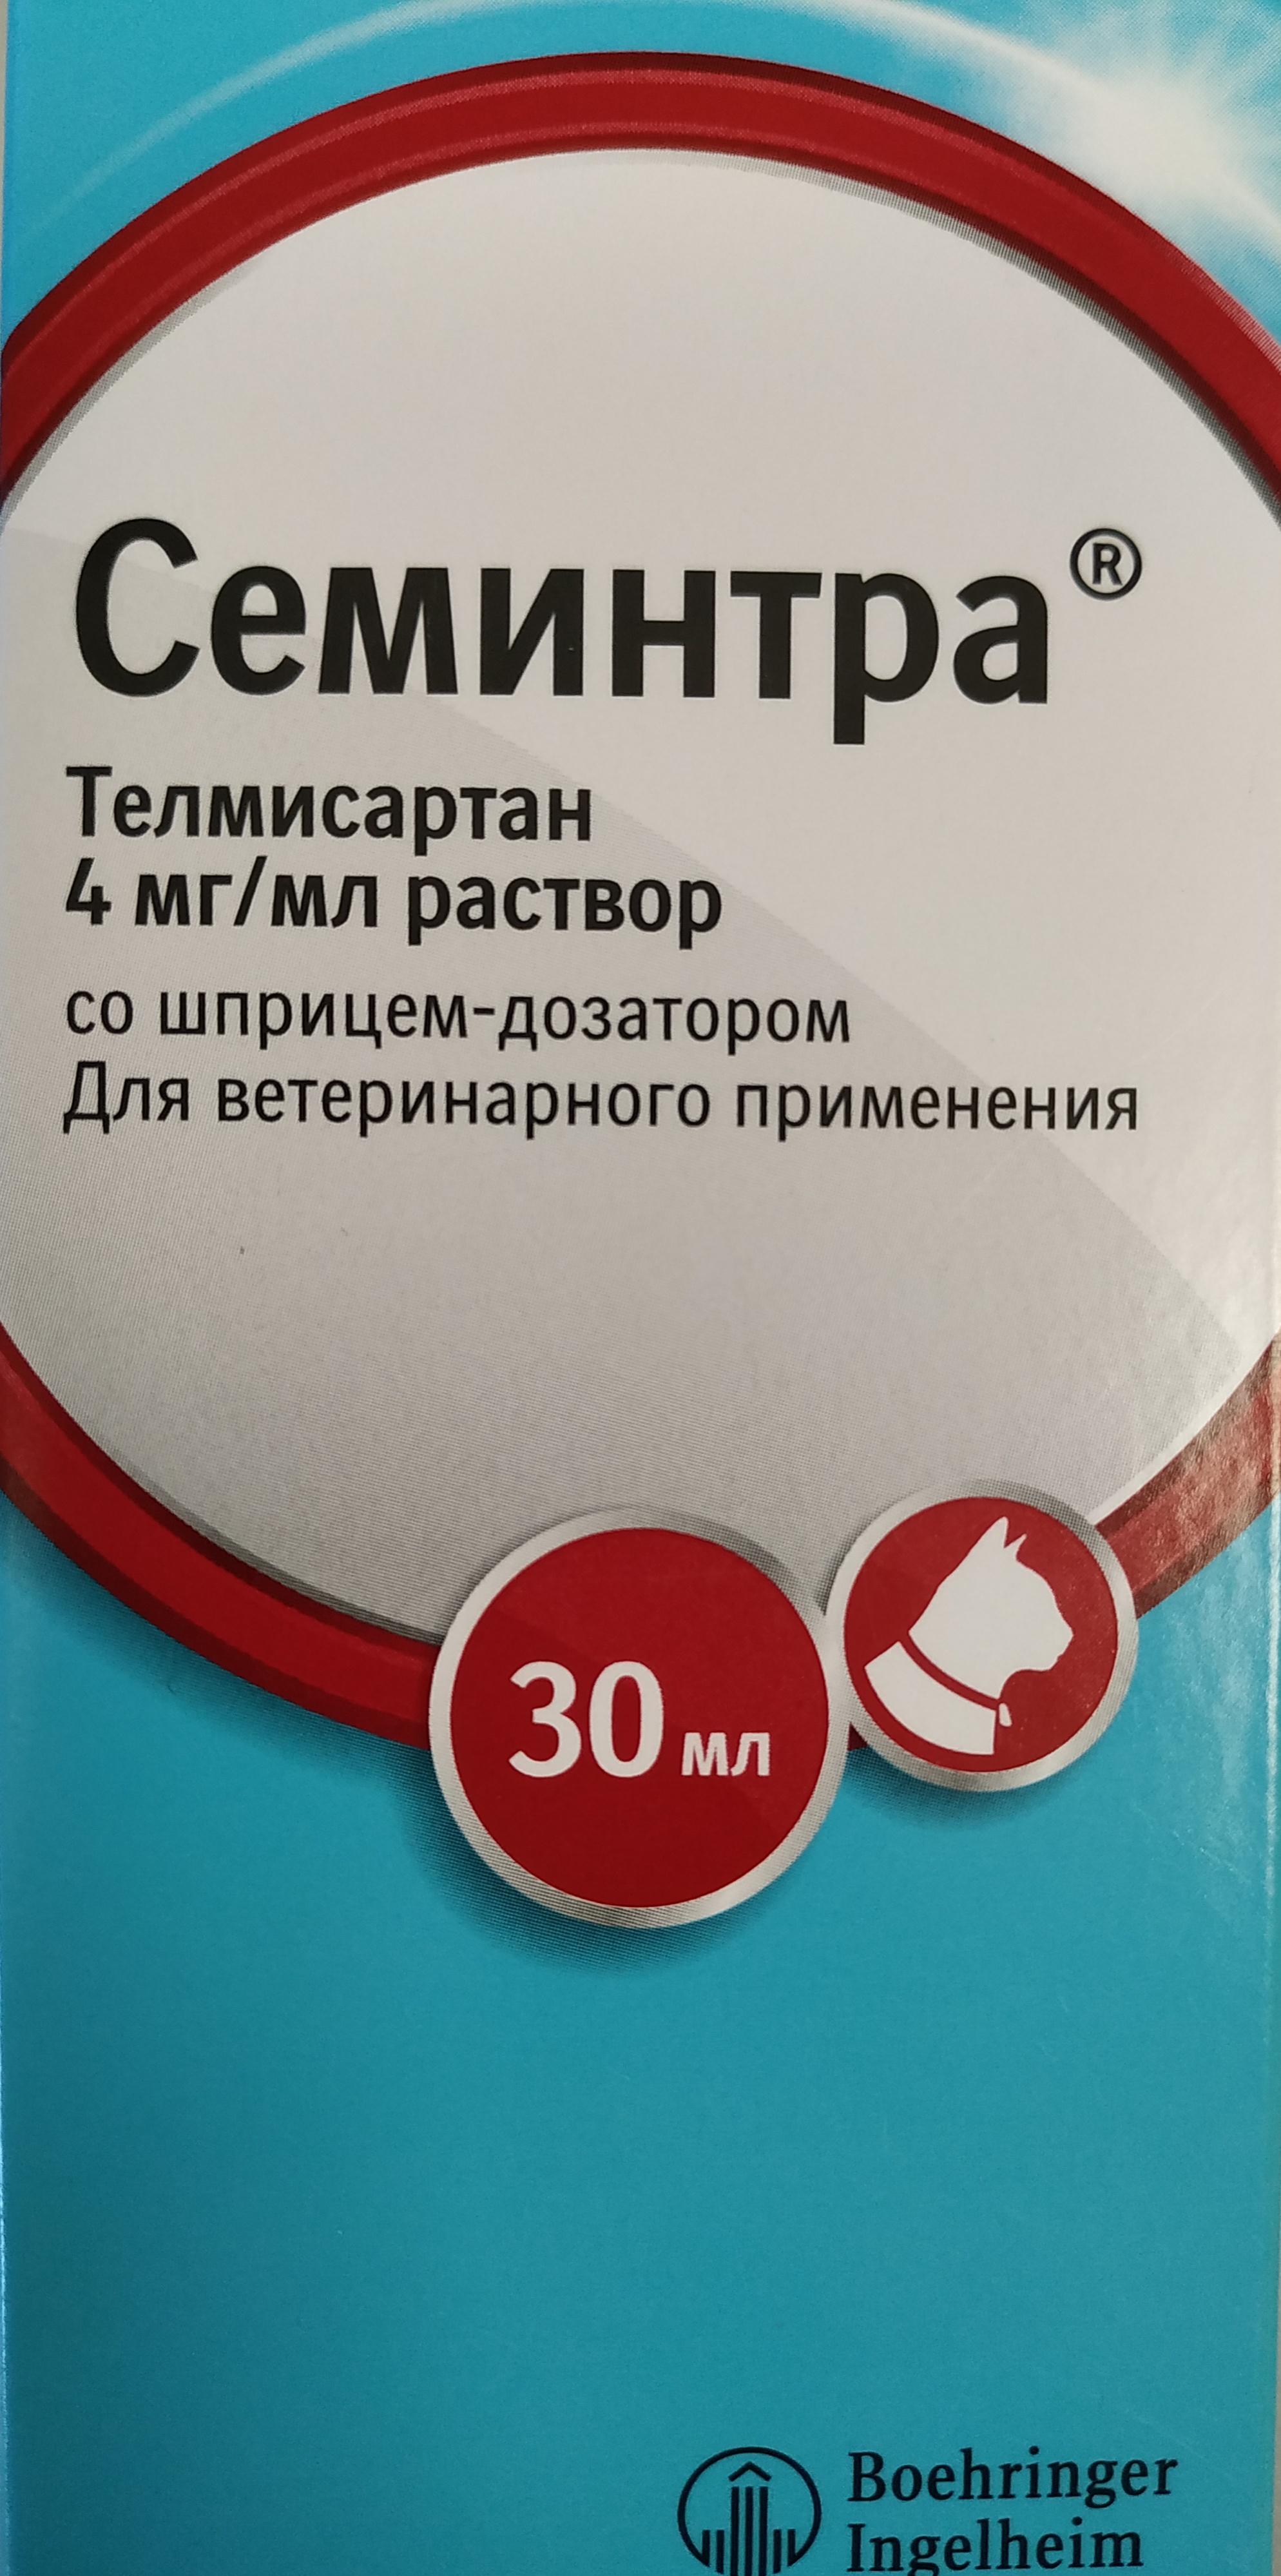 Семинтра®
Телмисартан
4 мг/мл раствор
со шприцем-дозатором
Для ветеринарного применения
30 мл
Boehringer
Ingelheim